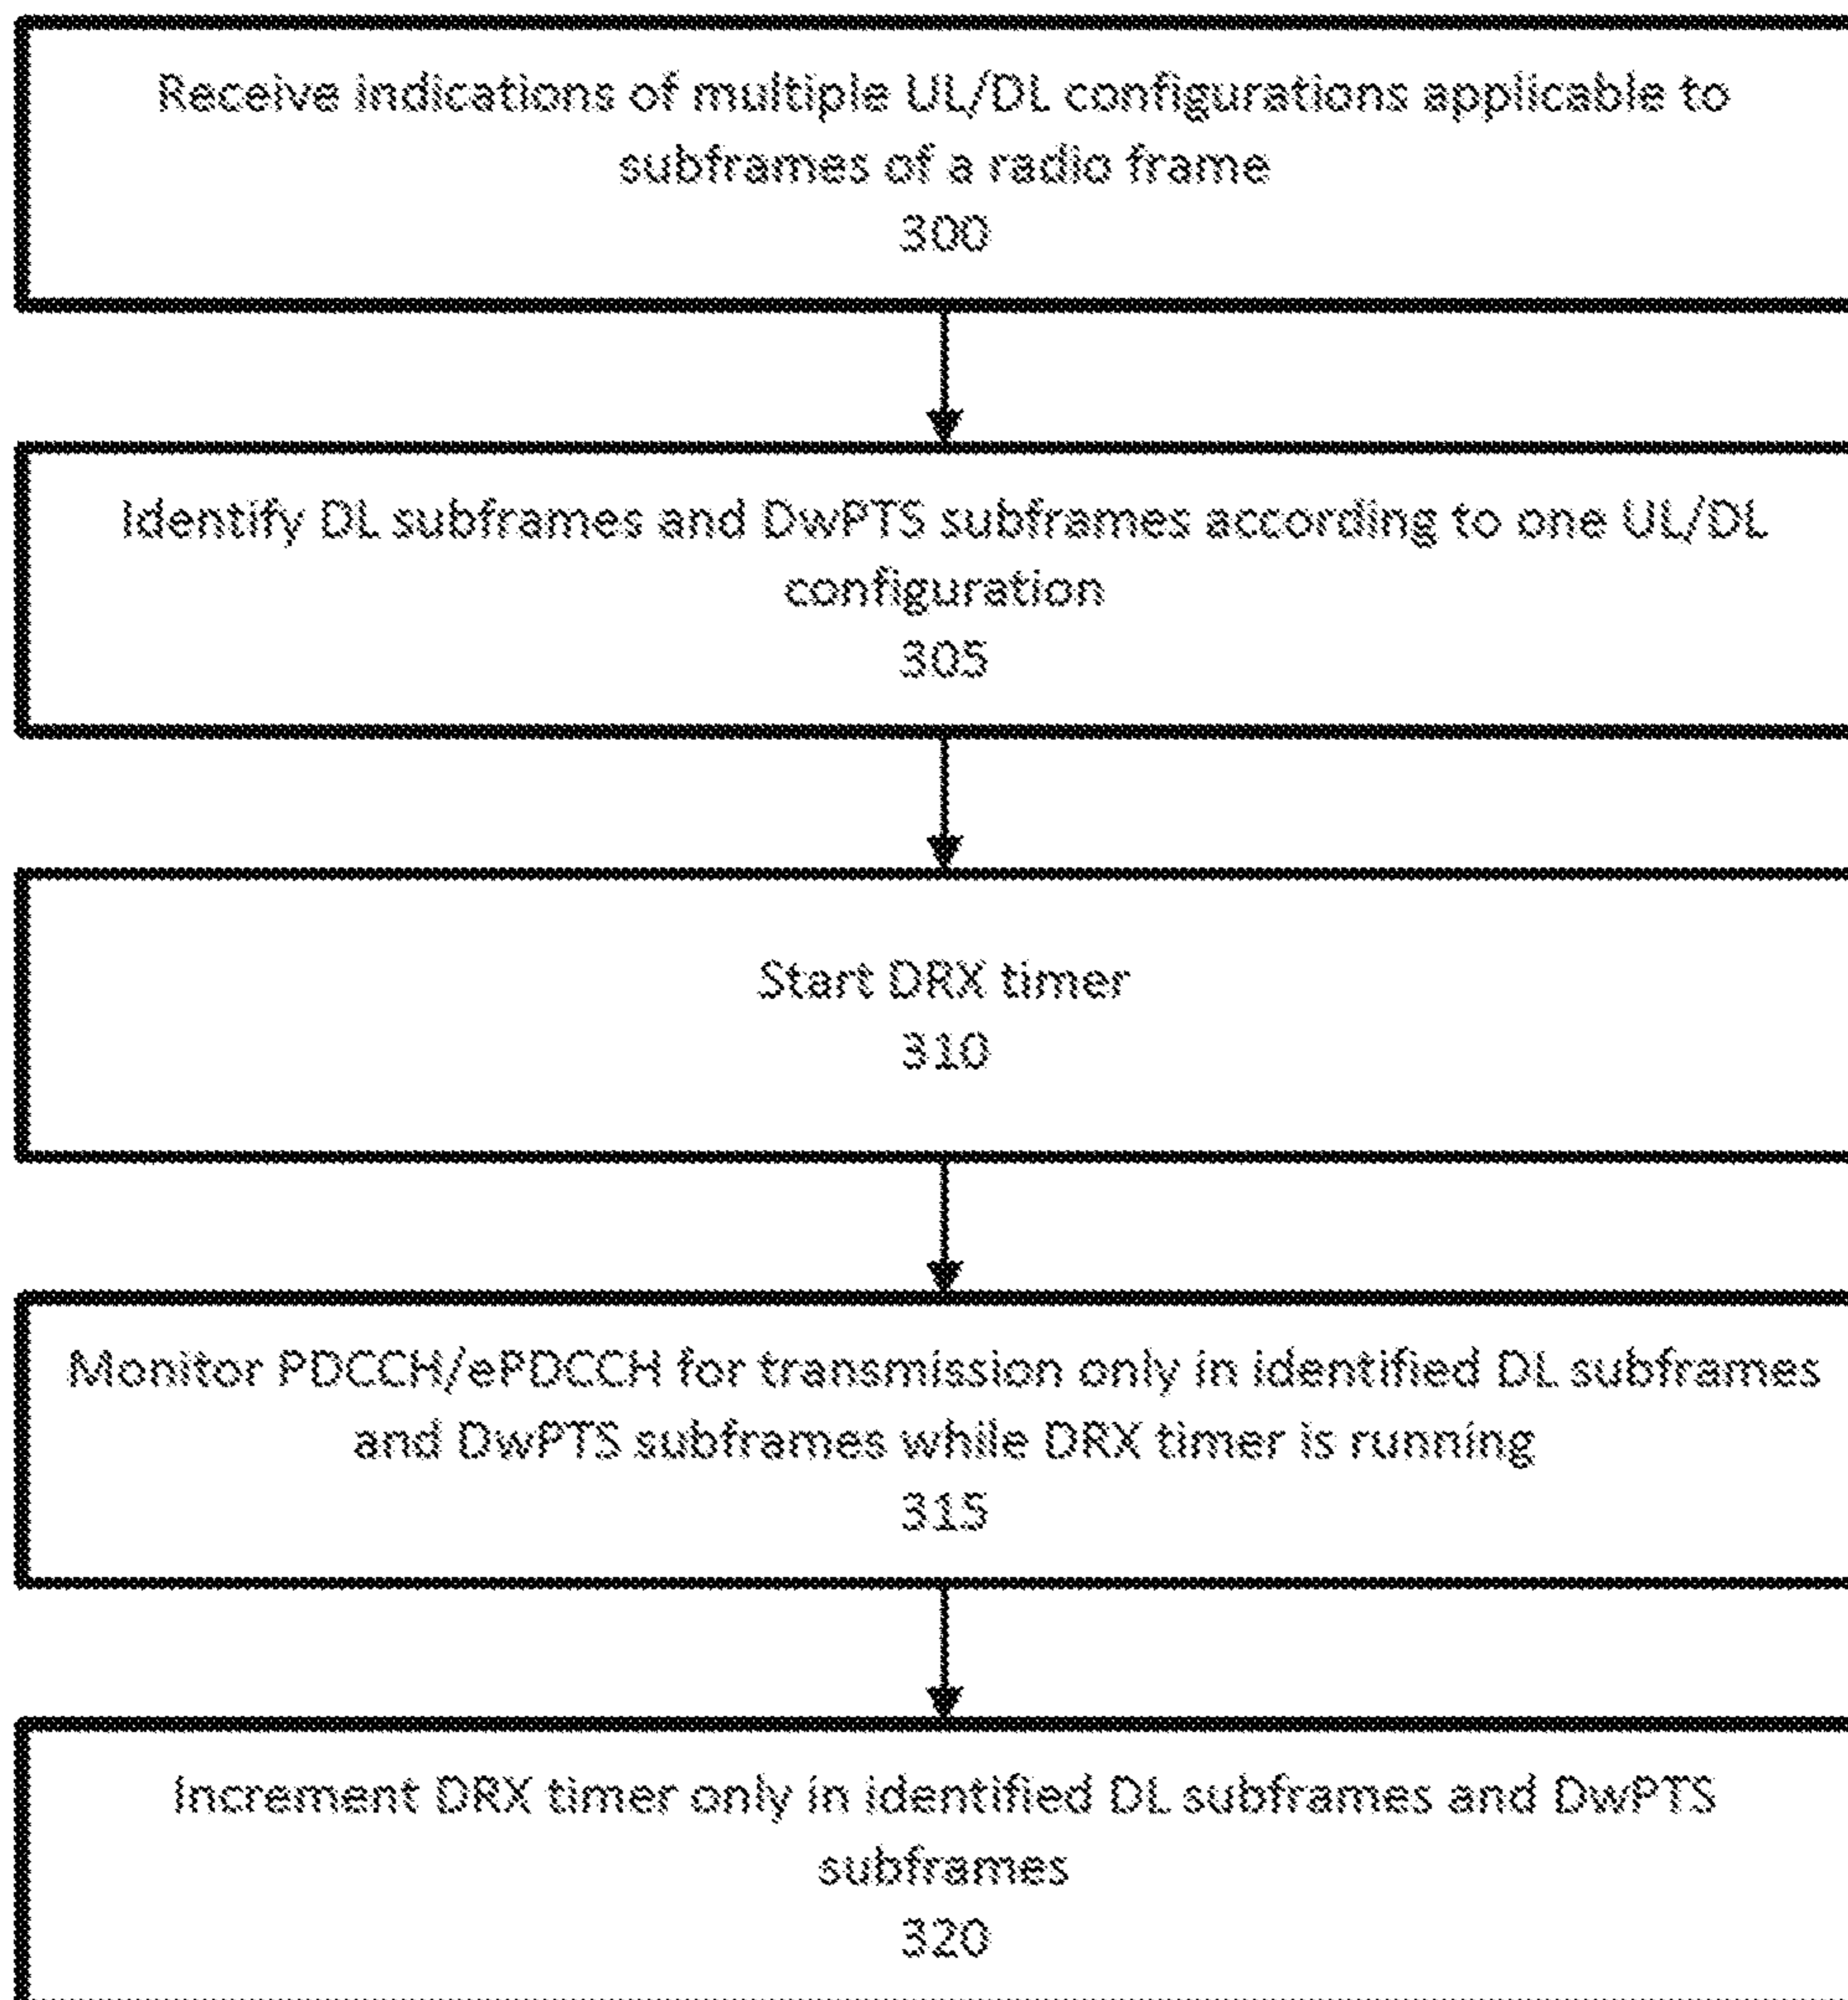 Receive indications of multiple UL/DL configurations applicable to
subframes of a radio frame
300
Identify DL subframes and DwPTS subframes according to one UL/DL
configuration
305
Start DRX timer
310
Monitor PDCCH/ePDCCH for transmission only in identified DL subframes
and DwPTS subframes while DRX timer is running
315
Increment DRX timer only in identified DL subframes and DwPTS
subframes
320